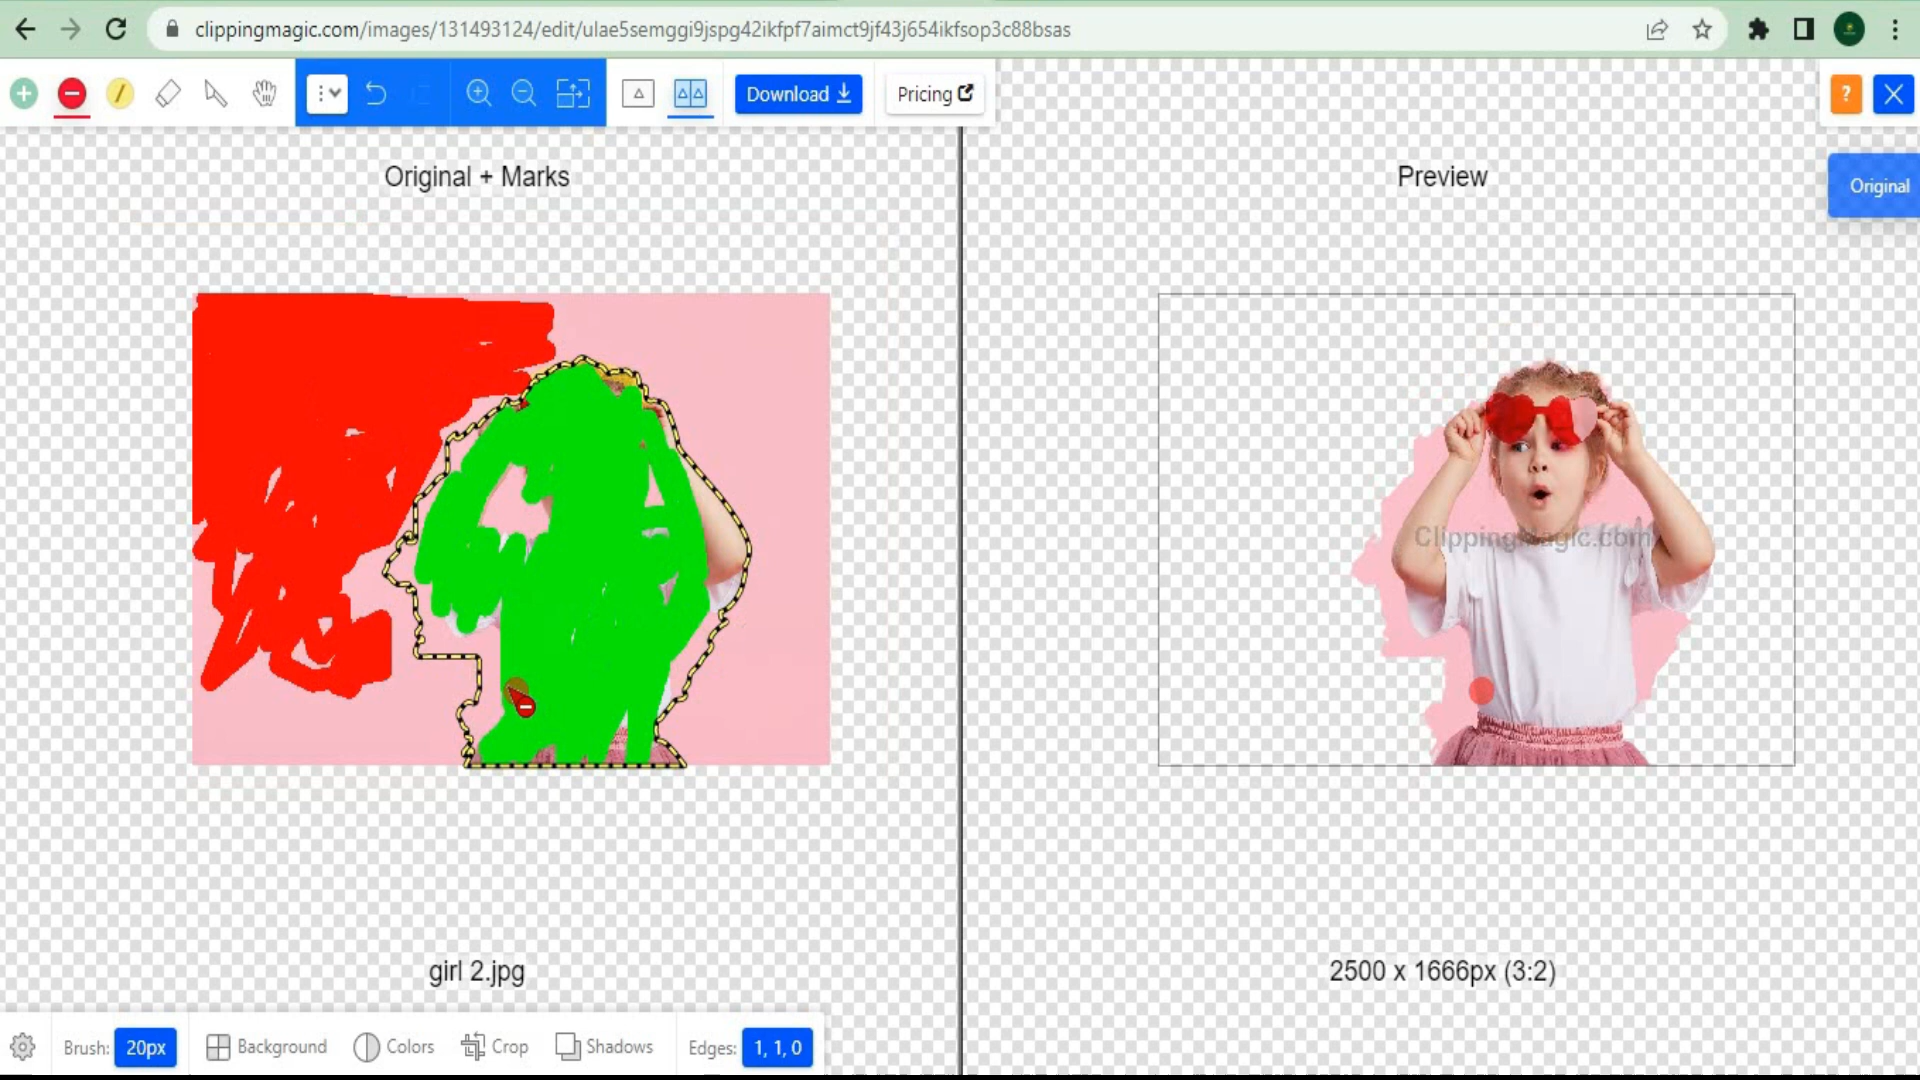 clippingmagic.com/images/131493124/edit/ulae5semggi9jspg42ikfpf7aimct9jf43j654ikfsop3c88bsas
Download
Pricing
?
Original + Marks
Preview
Original
ClippingMagic.com
girl 2.jpg
2500 x 1666px (3:2)
Brush: 20px
Background
Colors
Crop
Shadows
Edges: 1, 1, 0